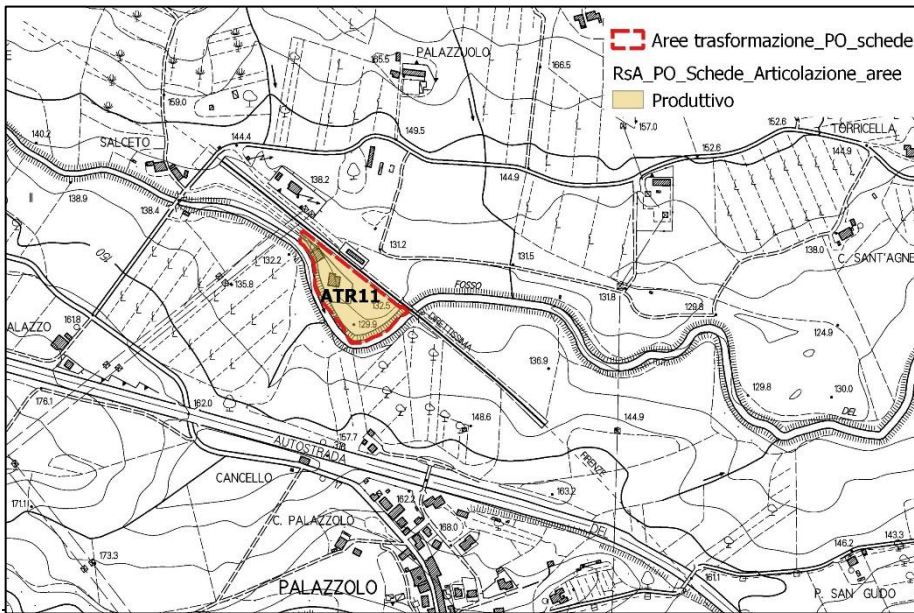 Aree trasformazione_PO_schede
RsA_PO_Schede_Articolazione_aree
Produttivo
PALAZZUOLO
165.5
166.5
159.0
157.0
152.6
TORRICELLA
140.2
144.4
149.5
152.6
144.9
SALCETO
138.2
144.9
138.9
138.4
131.2
138.0
132.2
131.5
C. SANT'AGNE
150
135.8
ATR11
132.5
FOSSO
131.8
129.8
ALAZZO
161.8
129.9
DIRETTISSIMA
124.9
136.9
176.1
162.0
148.6
144.9
129.8
130.0
DEL
157.7
AUTOSTRADA
FIRENZE
CANCELLO
162.2
163.2
171.1
C. PALAZZOLO
168.0
DEL
173.3
146.2
143.3
PALAZZOLO
161.1
P. SAN GUIDO